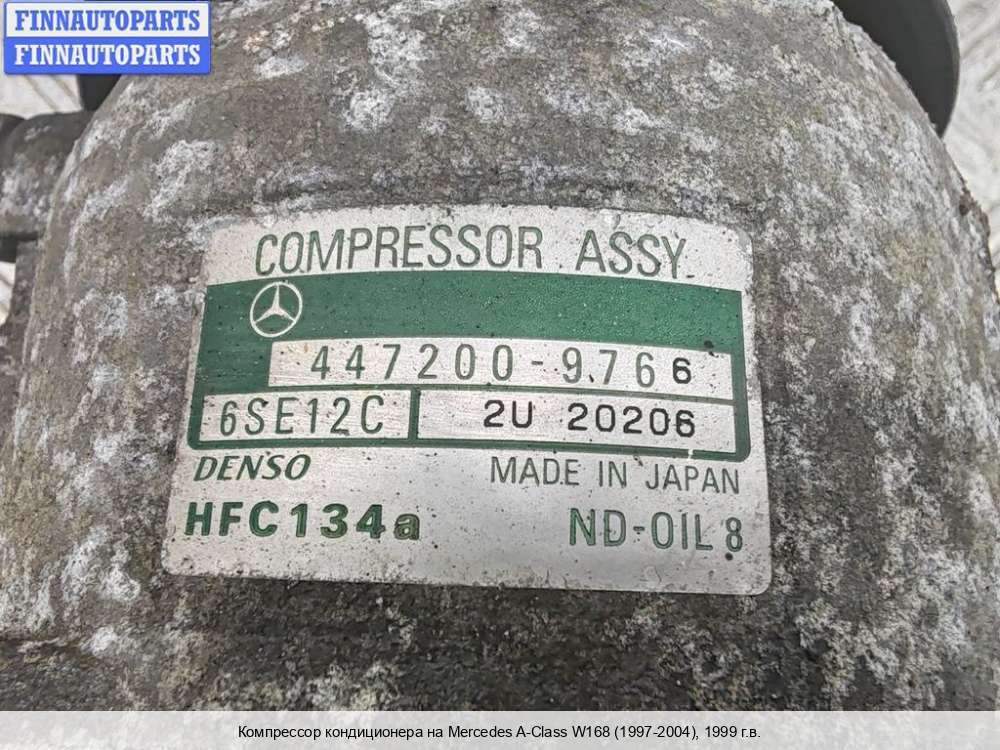 FINNAUTOPARTS
FINNAUTOPARTS
COMPRESSOR ASSY.
447200-9766
6SE12C 2U 20206
DENSO MADE IN JAPAN
HFC134a ND-OIL 8
Компрессор кондиционера на Mercedes A-Class W168 (1997-2004), 1999 г.в.